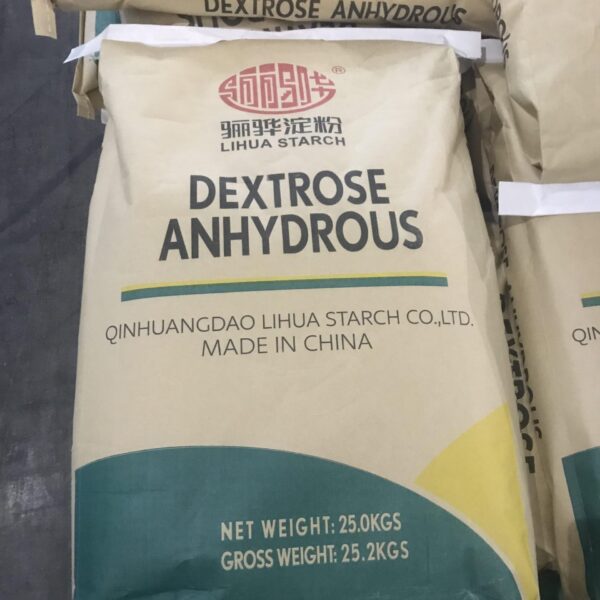 DEXTROSE ANHYDROUS
®
骊骅淀粉
LIHUA STARCH
DEXTROSE
ANHYDROUS
QINHUANGDAO LIHUA STARCH CO.,LTD.
MADE IN CHINA
NET WEIGHT: 25.0KGS
GROSS WEIGHT: 25.2KGS
QIN